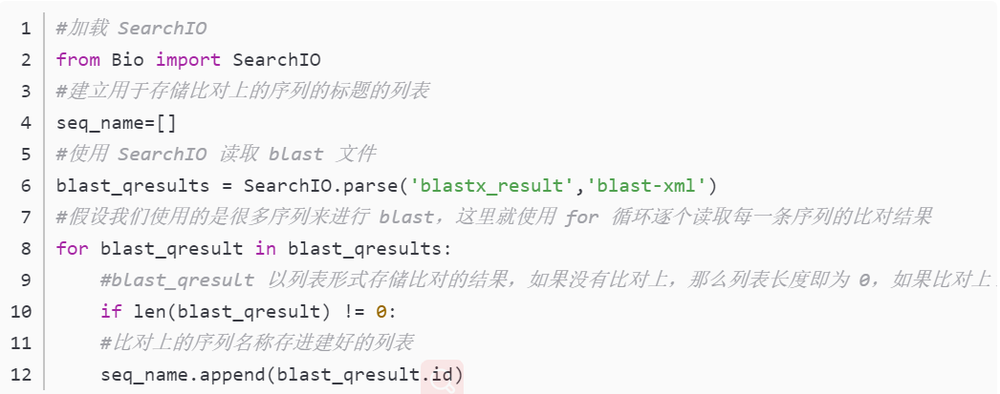 1 #加载 SearchIO
2 from Bio import SearchIO
3 #建立用于存储比对上的序列的标题的列表
4 seq_name=[]
5 #使用 SearchIO 读取 blast 文件
6 blast_qresults = SearchIO.parse('blastx_result','blast-xml')
7 #假设我们使用的是很多序列来进行 blast，这里就使用 for 循环逐个读取每一条序列的比对结果
8 for blast_qresult in blast_qresults:
9     #blast_qresult 以列表形式存储比对的结果，如果没有比对上，那么列表长度即为 0，如果比对上
10     if len(blast_qresult) != 0:
11     #比对上的序列名称存进建好的列表
12     seq_name.append(blast_qresult.id)